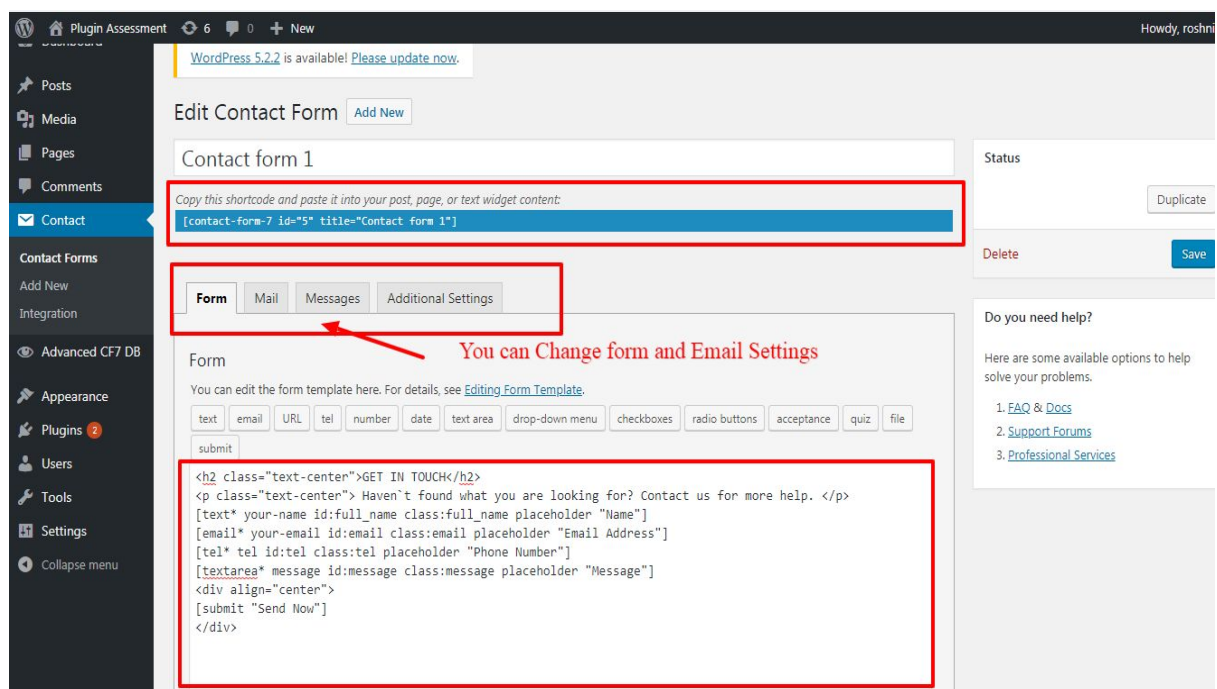 Plugin Assessment 6 0 + New Howdy, roshni
Dashboard
Posts
Media
Pages
Comments
Contact
Contact Forms
Add New
Integration
Advanced CF7 DB
Appearance
Plugins 2
Users
Tools
Settings
Collapse menu
WordPress 5.2.2 is available! Please update now.
Edit Contact Form Add New
Contact form 1
Copy this shortcode and paste it into your post, page, or text widget content:
[contact-form-7 id="5" title="Contact form 1"]
Form Mail Messages Additional Settings
You can Change form and Email Settings
Form
You can edit the form template here. For details, see Editing Form Template.
text email URL tel number date text area drop-down menu checkboxes radio buttons acceptance quiz file
submit
<h2 class="text-center">GET IN TOUCH</h2>
<p class="text-center"> Haven`t found what you are looking for? Contact us for more help. </p>
[text* your-name id:full_name class:full_name placeholder "Name"]
[email* your-email id:email class:email placeholder "Email Address"]
[tel* tel id:tel class:tel placeholder "Phone Number"]
[textarea* message id:message class:message placeholder "Message"]
<div align="center">
[submit "Send Now"]
</div>
Status
Duplicate
Delete Save
Do you need help?
Here are some available options to help
solve your problems.
1. FAQ & Docs
2. Support Forums
3. Professional Services